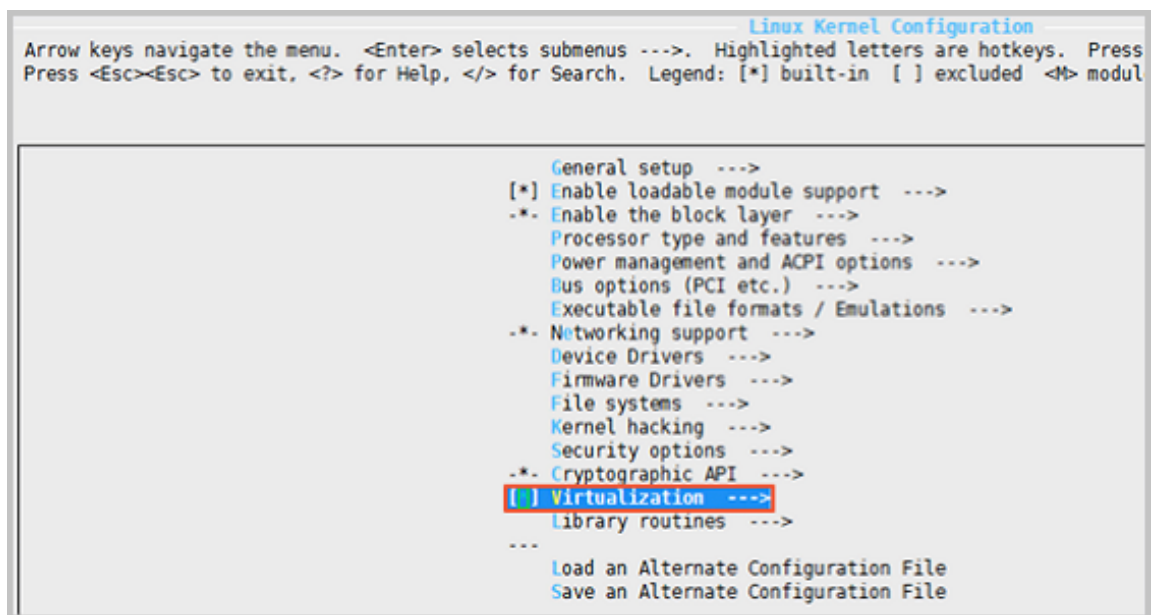 Linux Kernel Configuration
Arrow keys navigate the menu. <Enter> selects submenus --->. Highlighted letters are hotkeys. Press
Press <Esc><Esc> to exit, <?> for Help, </> for Search. Legend: [*] built-in [ ] excluded <M> modul
General setup --->
[*] Enable loadable module support --->
-*- Enable the block layer --->
Processor type and features --->
Power management and ACPI options --->
Bus options (PCI etc.) --->
Executable file formats / Emulations --->
-*- Networking support --->
Device Drivers --->
Firmware Drivers --->
File systems --->
Kernel hacking --->
Security options --->
-*- Cryptographic API --->
[*] Virtualization --->
Library routines --->
---
Load an Alternate Configuration File
Save an Alternate Configuration File